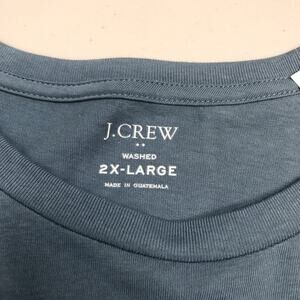 J.CREW
WASHED
2X-LARGE
MADE IN GUATEMALA